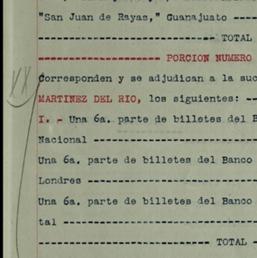 "San Juan de Rayas," Guanajuato ----
------------------------ TOTAL
---------------- PORCION NUMERO
Corresponden y se adjudican a la suc
MARTINEZ DEL RIO, los siguientes: --
I. - Una 6a. parte de billetes del B
Nacional ------------------------
Una 6a. parte de billetes del Banco
Londres -------------------------
Una 6a. parte de billetes del Banco
tal -----------------------------
------------------------ TOTAL -